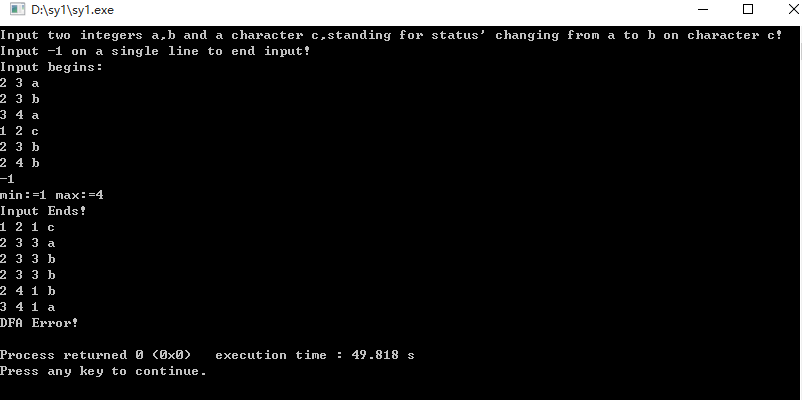 D:\sy1\sy1.exe
Input two integers a,b and a character c,standing for status' changing from a to b on character c!
Input -1 on a single line to end input!
Input begins:
2 3 a
2 3 b
3 4 a
1 2 c
2 3 b
2 4 b
-1
min:=1 max:=4
Input Ends!
1 2 1 c
2 3 3 a
2 3 3 b
2 3 3 b
2 4 1 b
3 4 1 a
DFA Error!
Process returned 0 (0x0)   execution time : 49.818 s
Press any key to continue.